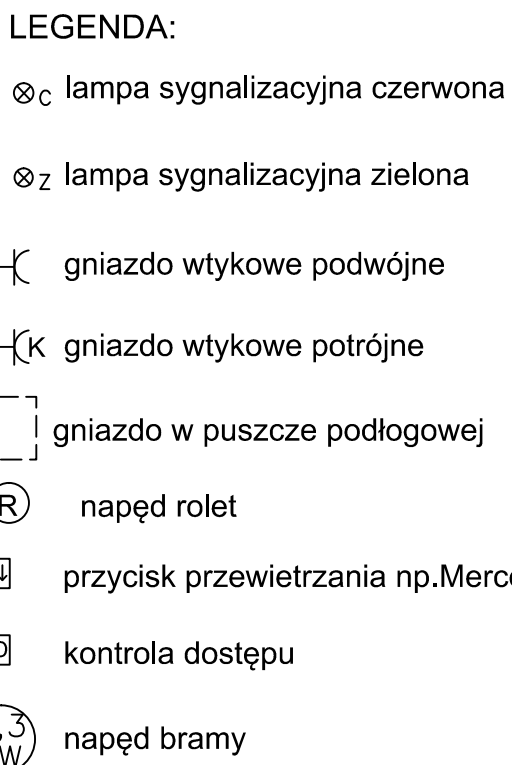 LEGENDA:
C lampa sygnalizacyjna czerwona
Z lampa sygnalizacyjna zielona
gniazdo wtykowe podwójne
K gniazdo wtykowe potrójne
gniazdo w puszcze podłogowej
R napęd rolet
przycisk przewietrzania np.Merc
kontrola dostępu
3
W napęd bramy